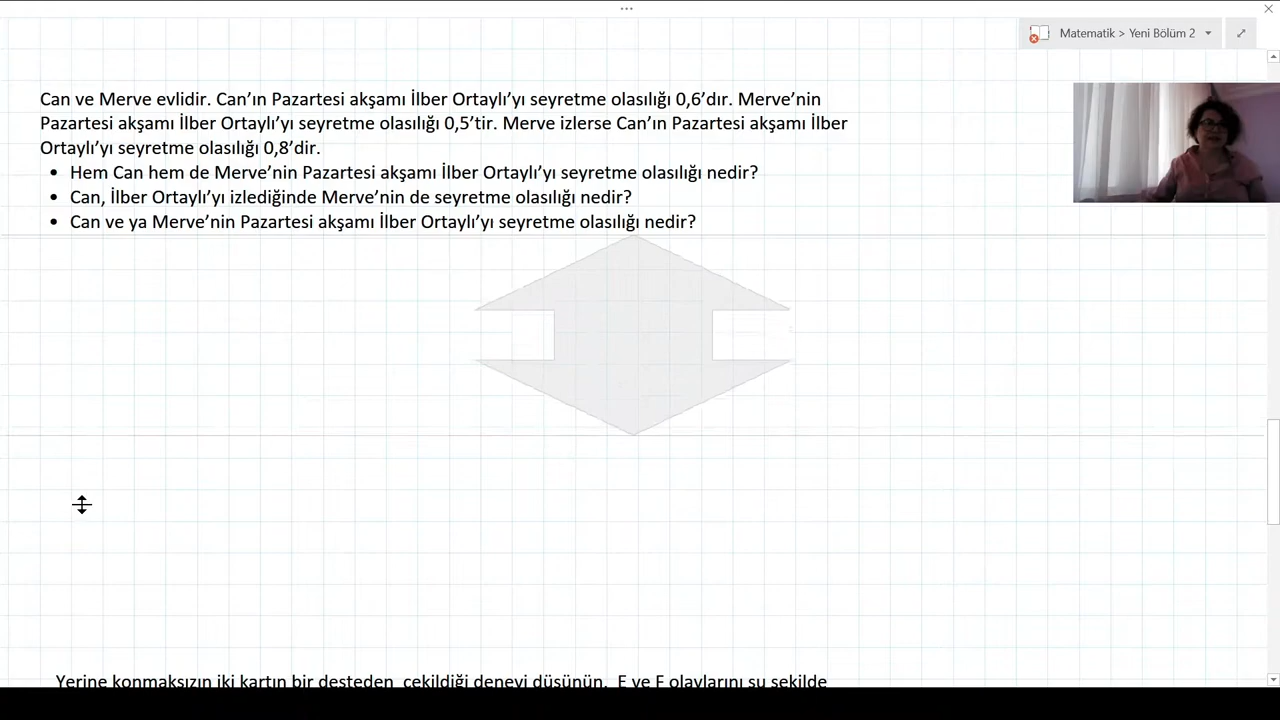 Matematik > Yeni Bölüm 2
Can ve Merve evlidir. Can’ın Pazartesi akşamı İlber Ortaylı’yı seyretme olasılığı 0,6’dır. Merve’nin
Pazartesi akşamı İlber Ortaylı’yı seyretme olasılığı 0,5’tir. Merve izlerse Can’ın Pazartesi akşamı İlber
Ortaylı’yı seyretme olasılığı 0,8’dir.
• Hem Can hem de Merve’nin Pazartesi akşamı İlber Ortaylı’yı seyretme olasılığı nedir?
• Can, İlber Ortaylı’yı izlediğinde Merve’nin de seyretme olasılığı nedir?
• Can ve ya Merve’nin Pazartesi akşamı İlber Ortaylı’yı seyretme olasılığı nedir?
Yerine konmaksızın iki kartın bir desteden çekildiği deneyi düşünün. E ve F olaylarını şu şekilde